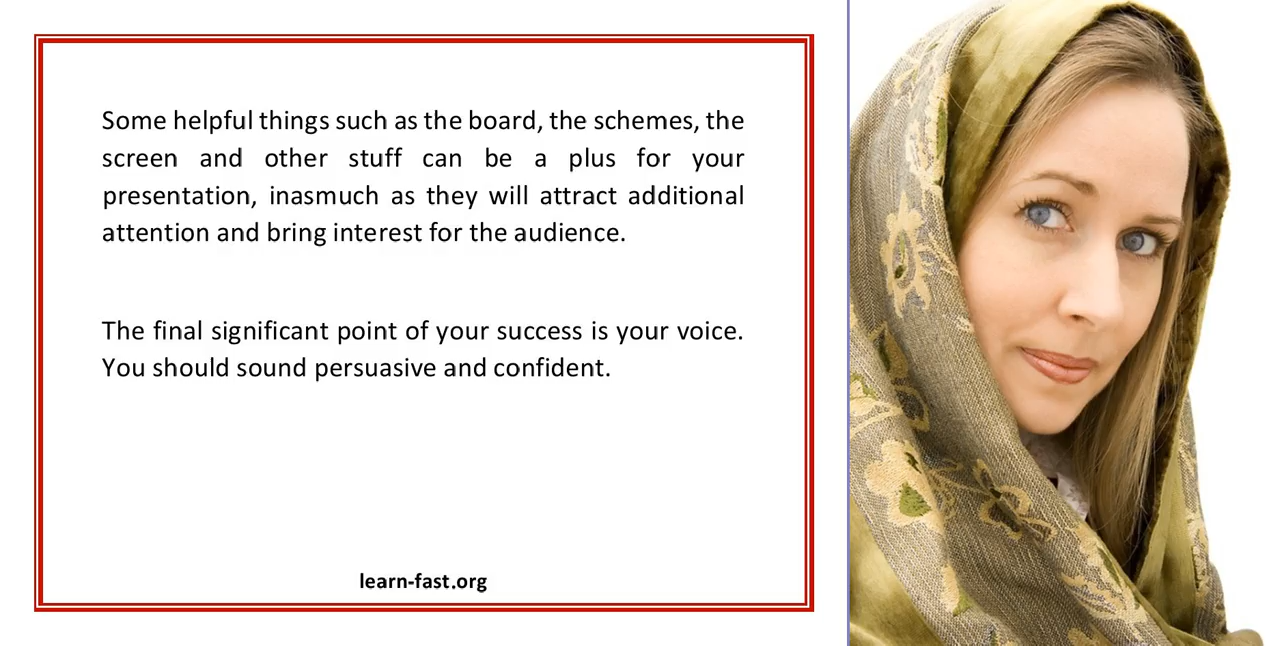 Some helpful things such as the board, the schemes, the
screen and other stuff can be a plus for your
presentation, inasmuch as they will attract additional
attention and bring interest for the audience.
The final significant point of your success is your voice.
You should sound persuasive and confident.
learn-fast.org